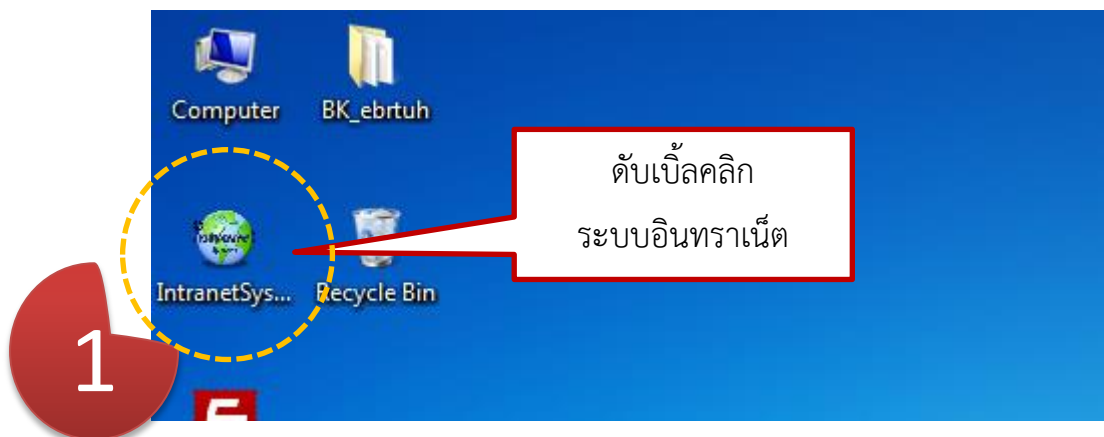 Computer
BK_ebrtuh
ดับเบิ้ลคลิก
ระบบอินทราเน็ต
IntranetSys...
Recycle Bin
1